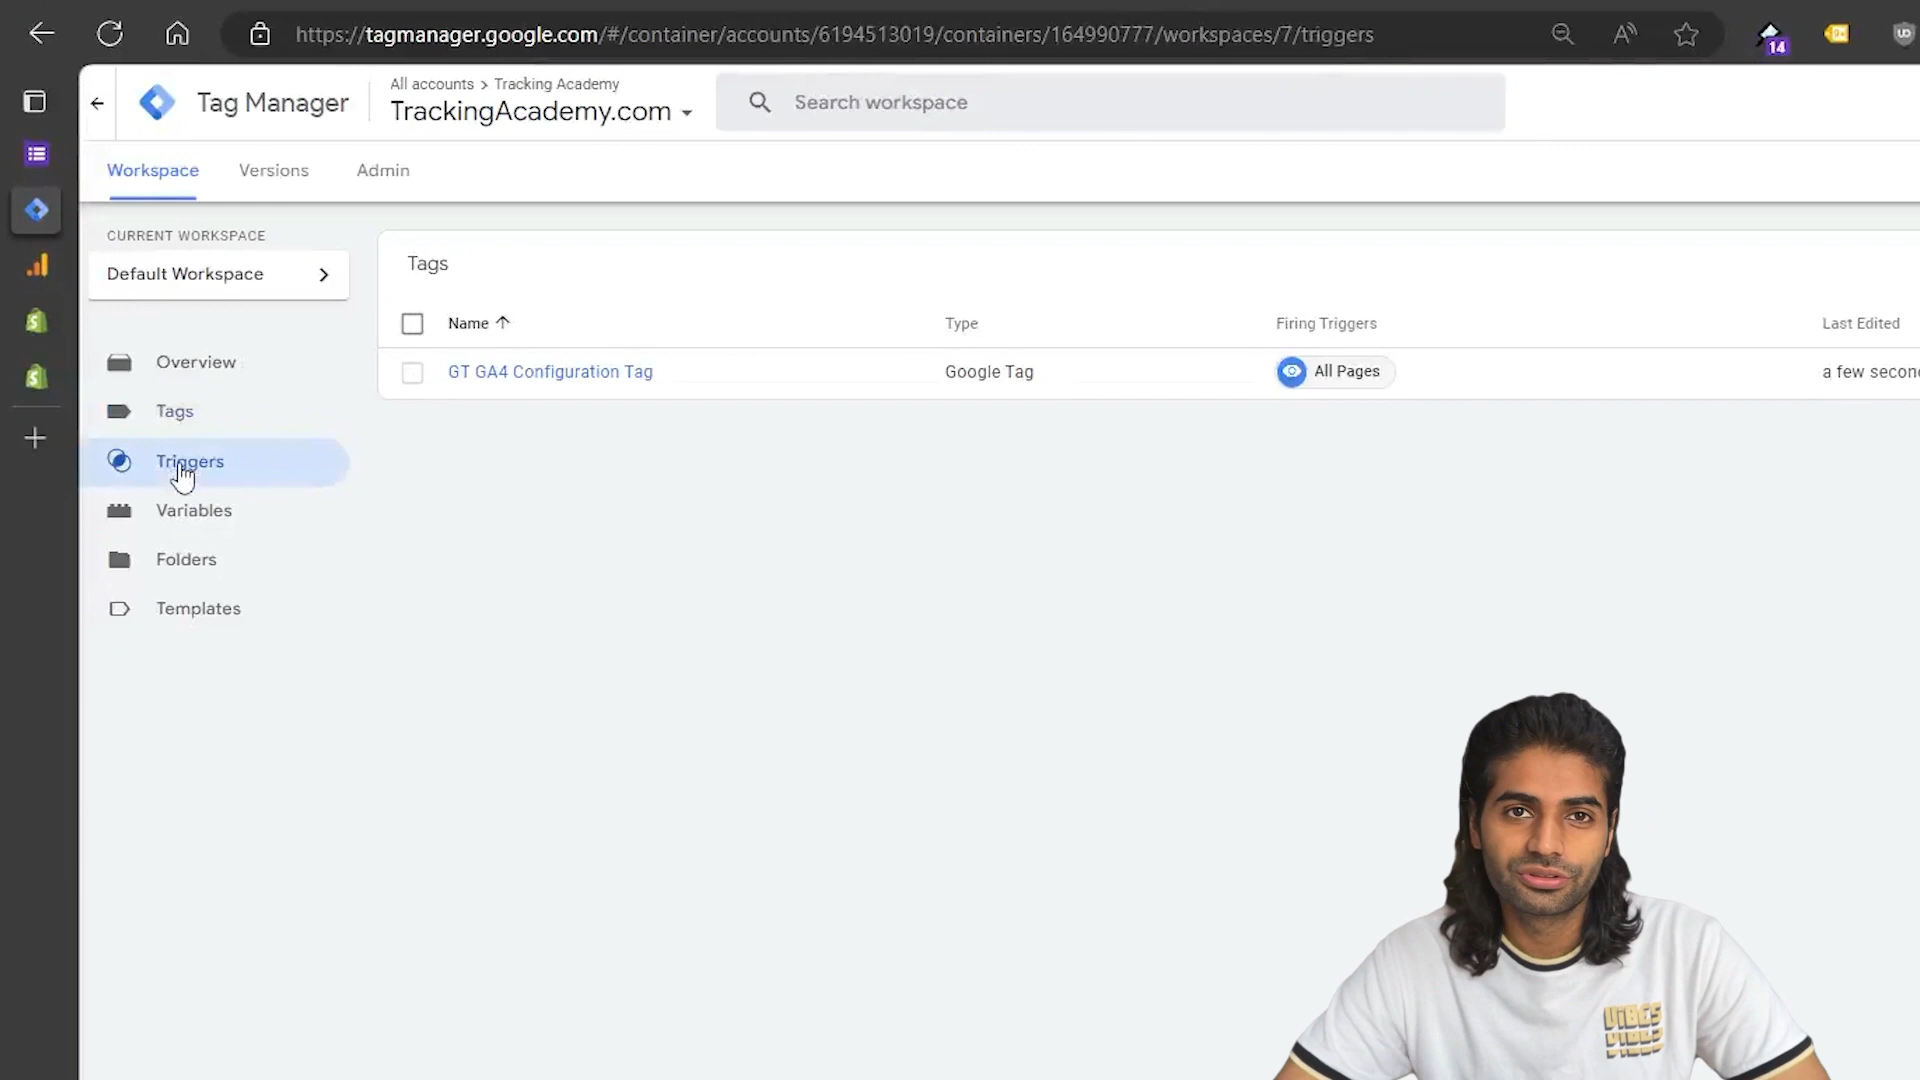 https://tagmanager.google.com/#/container/accounts/6194513019/containers/164990777/workspaces/7/triggers
14
Tag Manager
All accounts > Tracking Academy
TrackingAcademy.com
Search workspace
Workspace
Versions
Admin
CURRENT WORKSPACE
Default Workspace
Tags
Name
Type
Firing Triggers
Last Edited
GT GA4 Configuration Tag
Google Tag
All Pages
a few secon
Overview
Tags
Triggers
Variables
Folders
Templates
VIBES
VIBES